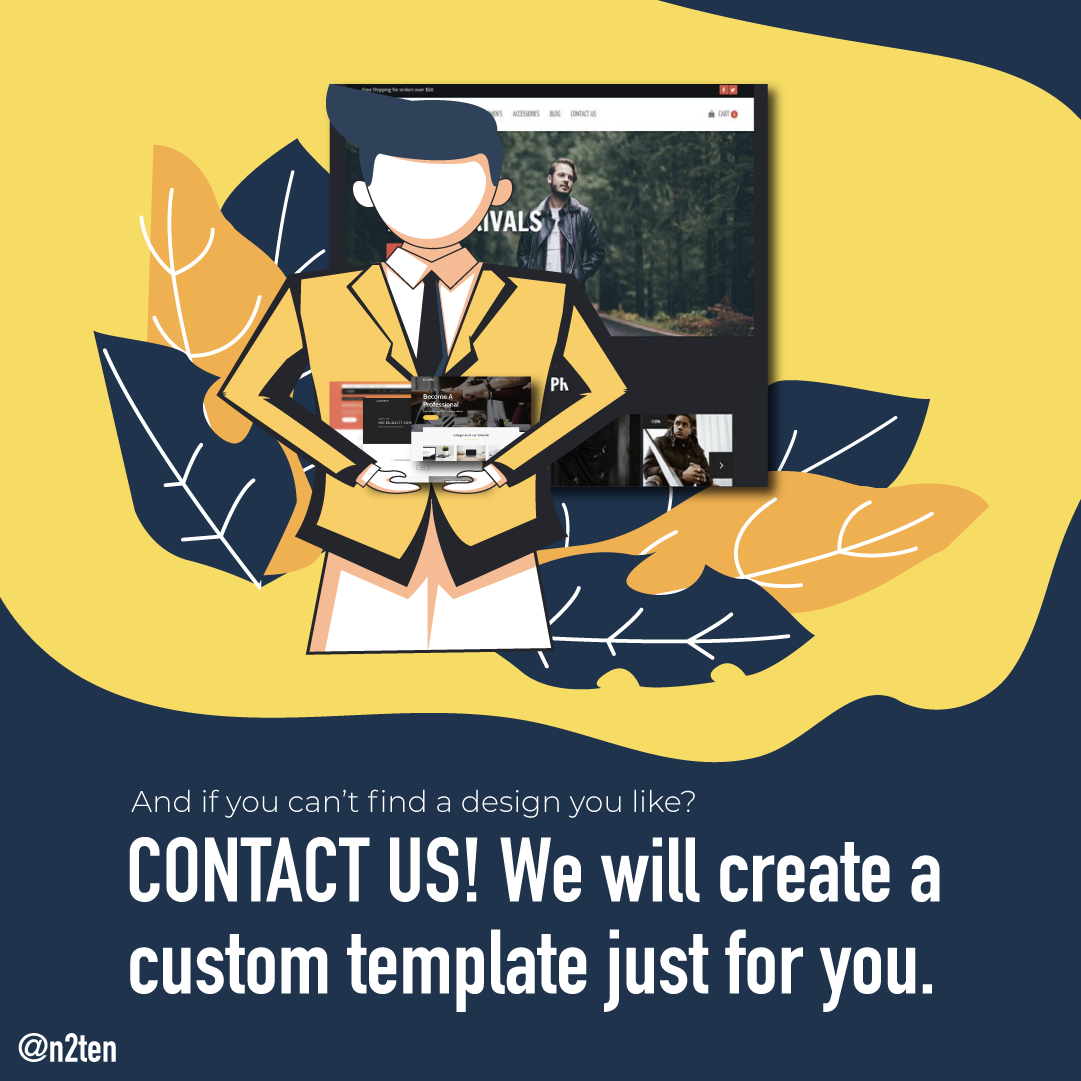 Free Shipping for orders over $60
ACCESSORIES BLOG CONTACT US CART
Become A
Professional
And if you can't find a design you like?
CONTACT US! We will create a
custom template just for you.
@n2ten